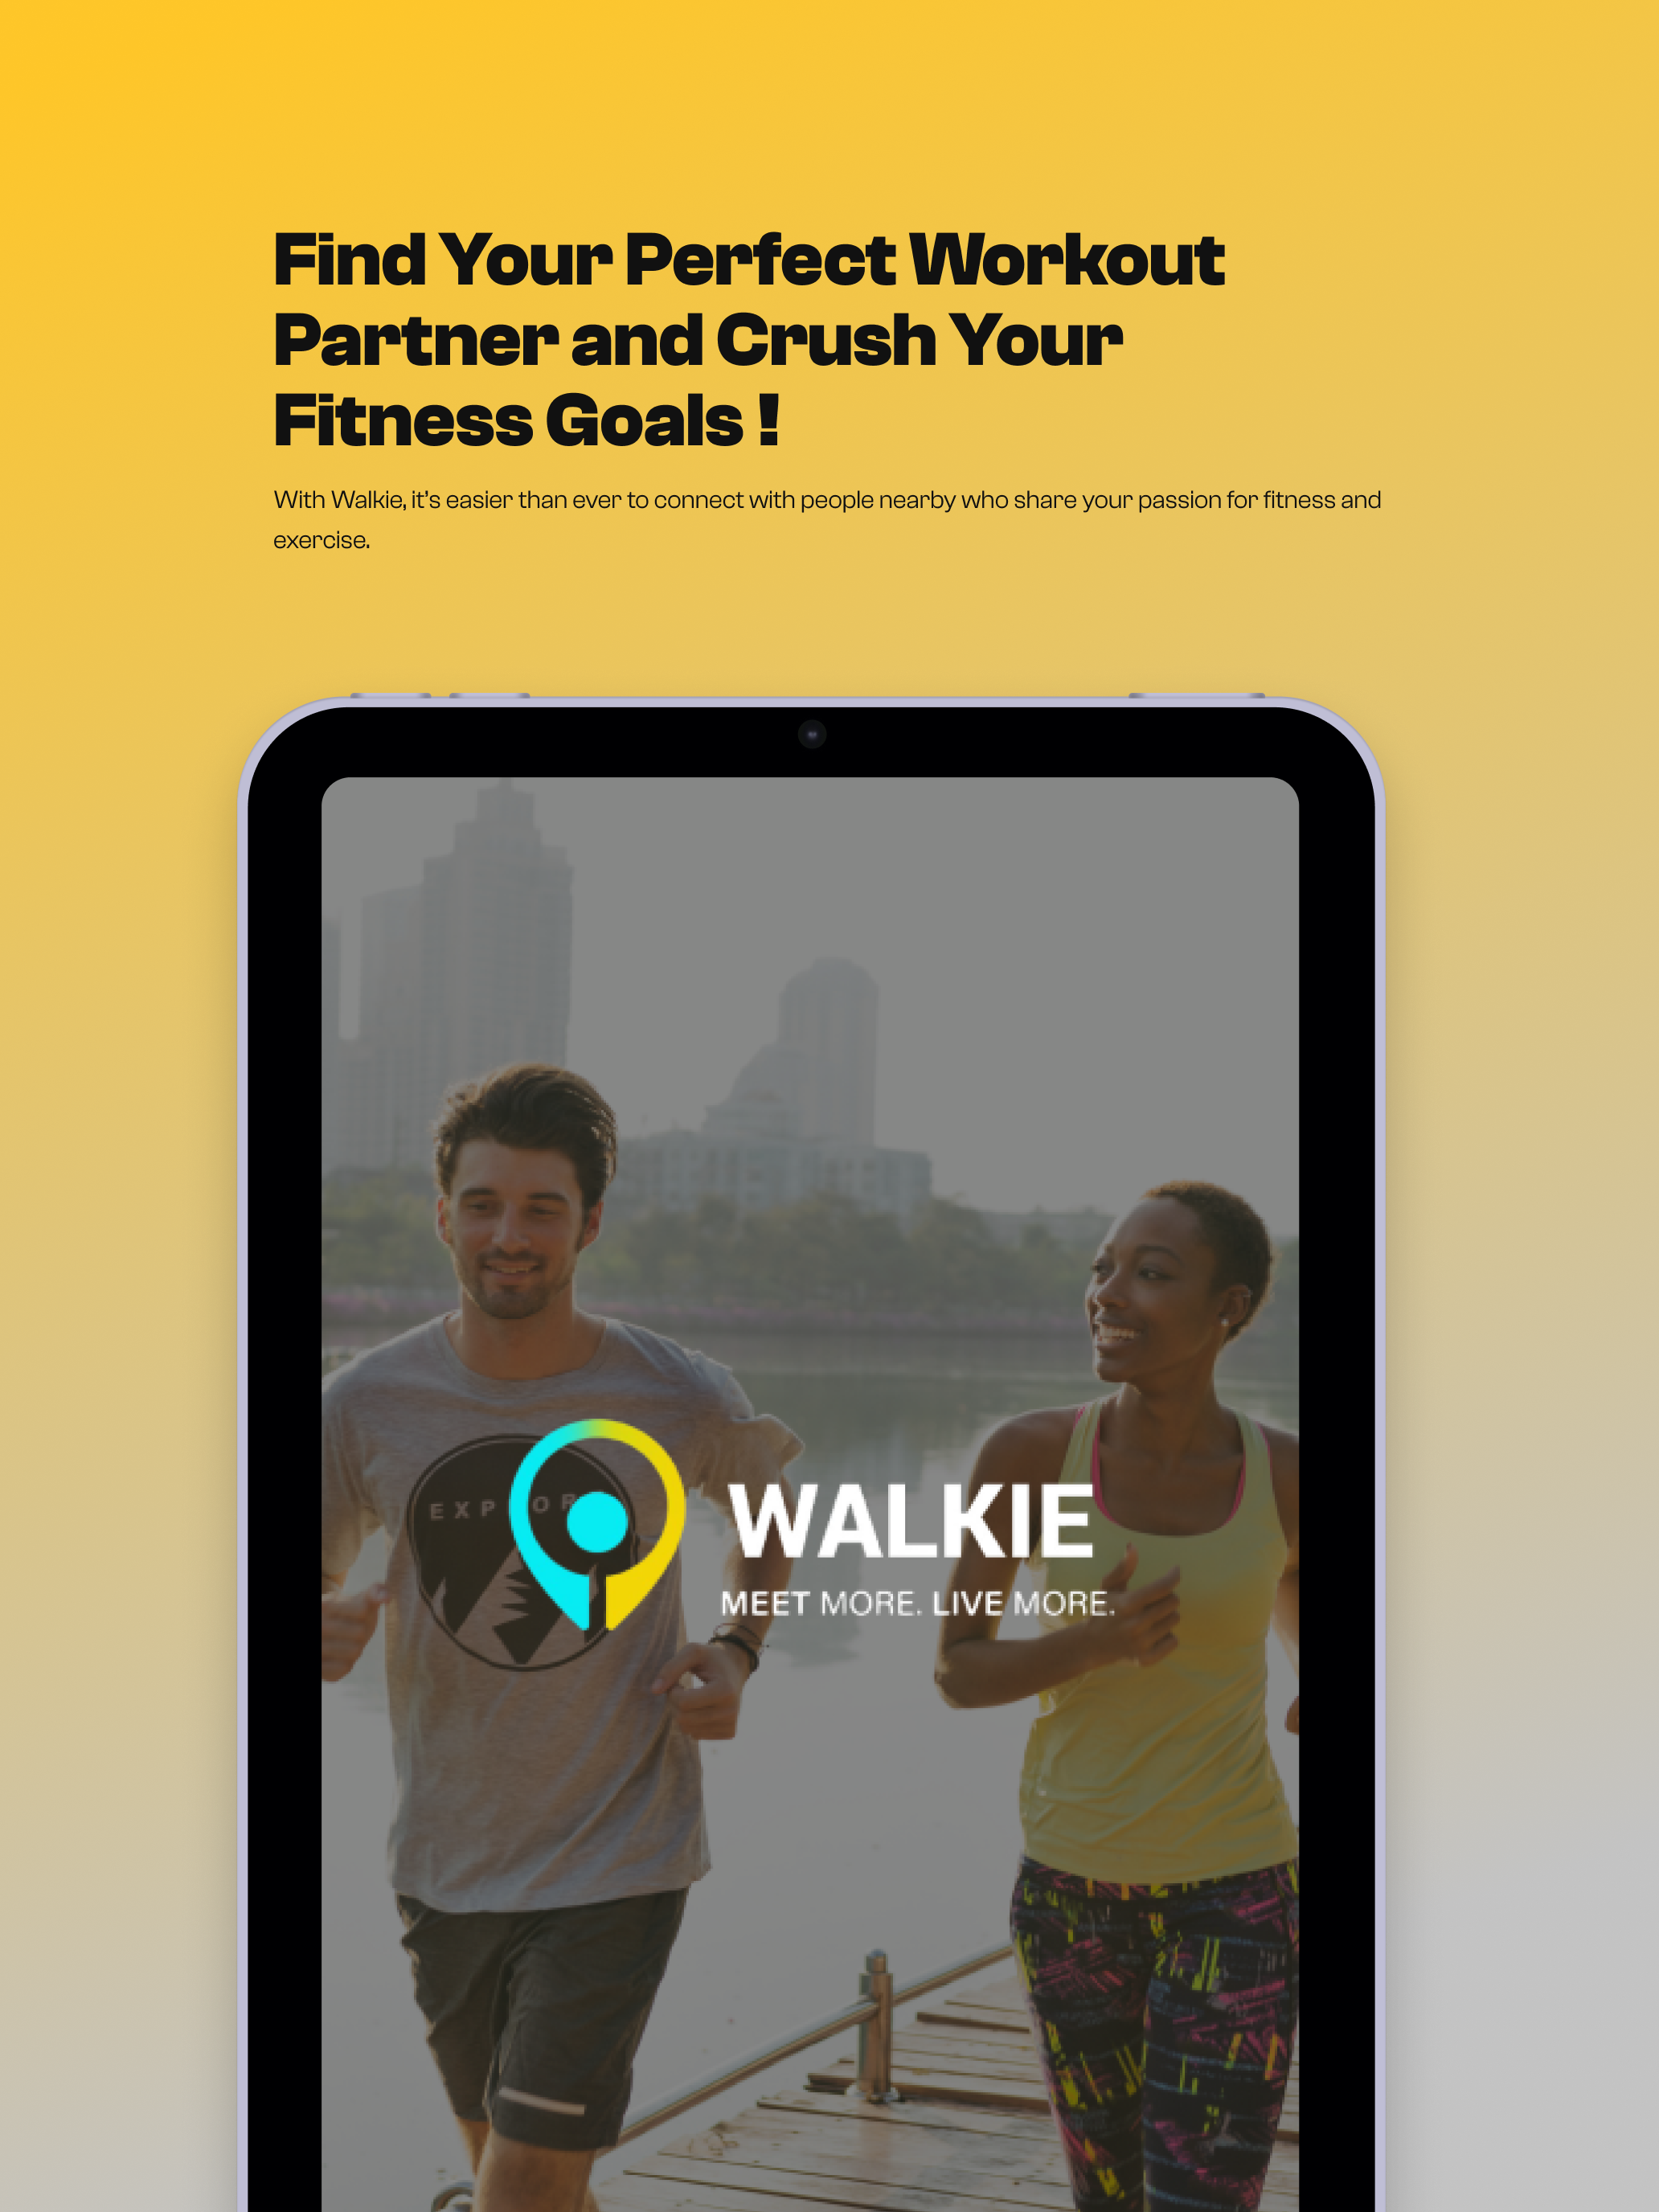 Find Your Perfect Workout
Partner and Crush Your
Fitness Goals !
With Walkie, it's easier than ever to connect with people nearby who share your passion for fitness and
exercise.
WALKIE
MEET MORE. LIVE MORE.